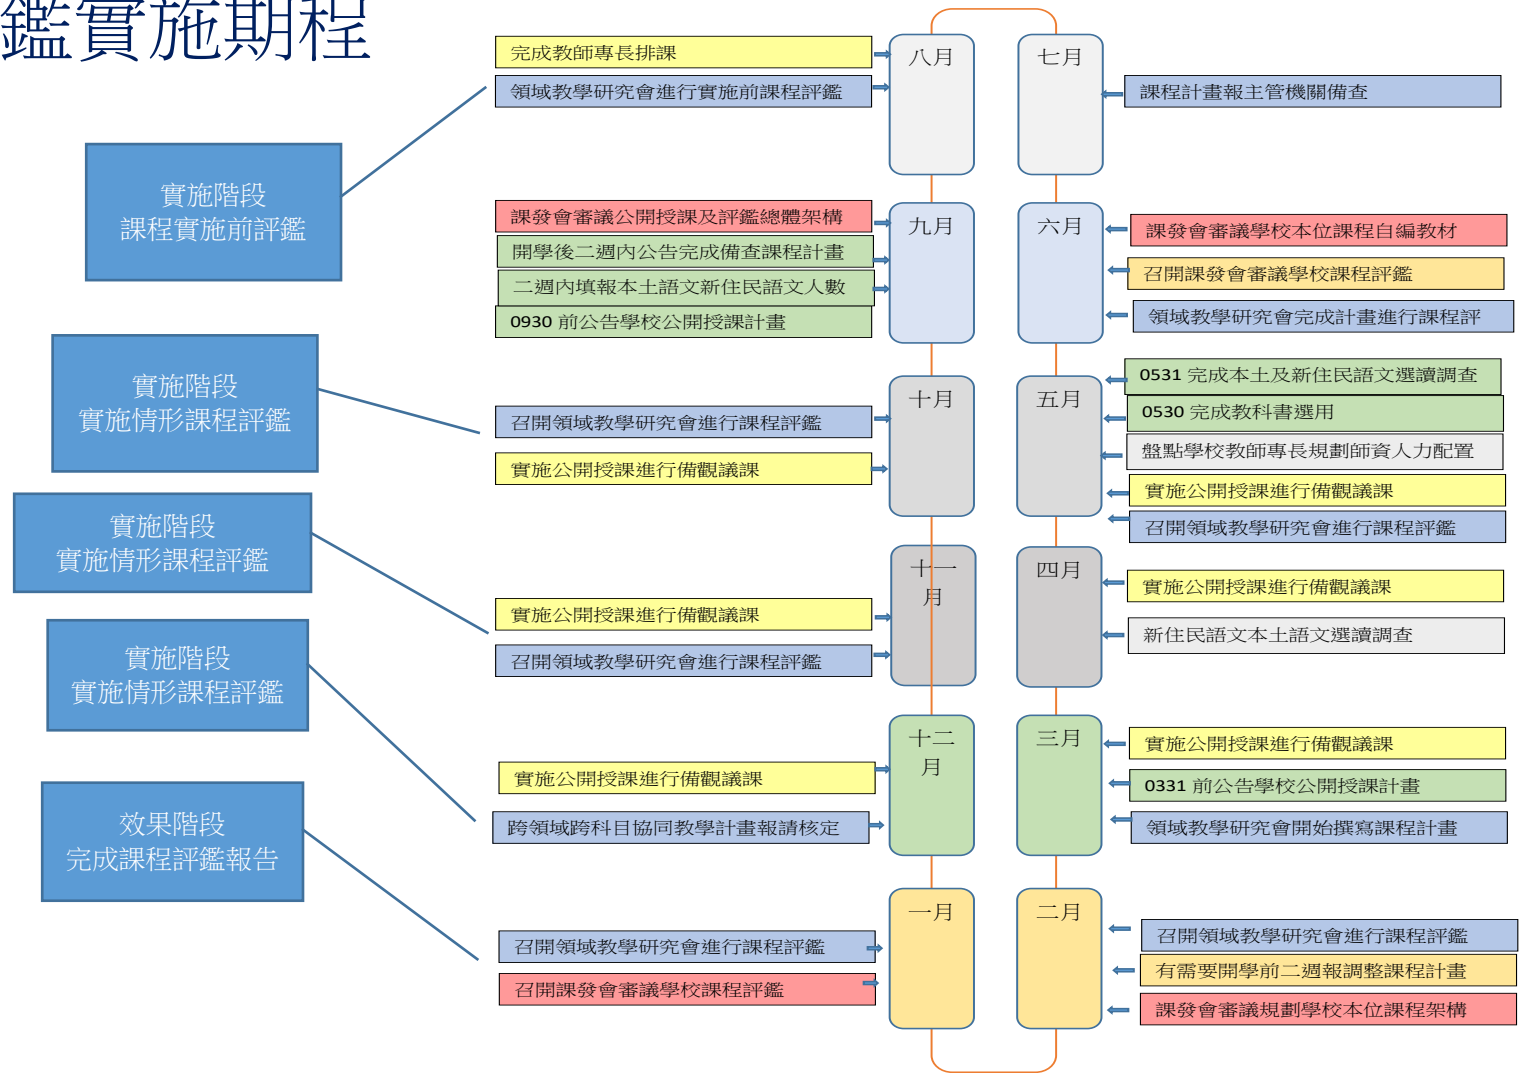 鑑實施期程
實施階段
課程實施前評鑑
實施階段
實施情形課程評鑑
實施階段
實施情形課程評鑑
實施階段
實施情形課程評鑑
效果階段
完成課程評鑑報告
完成教師專長排課
領域教學研究會進行實施前課程評鑑
八月
課發會審議公開授課及評鑑總體架構
開學後二週內公告完成備查課程計畫
二週內填報本土語文新住民語文人數
0930 前公告學校公開授課計畫
九月
召開領域教學研究會進行課程評鑑
實施公開授課進行備觀議課
十月
實施公開授課進行備觀議課
召開領域教學研究會進行課程評鑑
十一
月
實施公開授課進行備觀議課
跨領域跨科目協同教學計畫報請核定
十二
月
召開領域教學研究會進行課程評鑑
召開課發會審議學校課程評鑑
一月
七月
課程計畫報主管機關備查
六月
課發會審議學校本位課程自編教材
召開課發會審議學校課程評鑑
領域教學研究會完成計畫進行課程評
五月
0531 完成本土及新住民語文選讀調查
0530 完成教科書選用
盤點學校教師專長規劃師資人力配置
實施公開授課進行備觀議課
召開領域教學研究會進行課程評鑑
四月
實施公開授課進行備觀議課
新住民語文本土語文選讀調查
三月
實施公開授課進行備觀議課
0331 前公告學校公開授課計畫
領域教學研究會開始撰寫課程計畫
二月
召開領域教學研究會進行課程評鑑
有需要開學前二週報調整課程計畫
課發會審議規劃學校本位課程架構